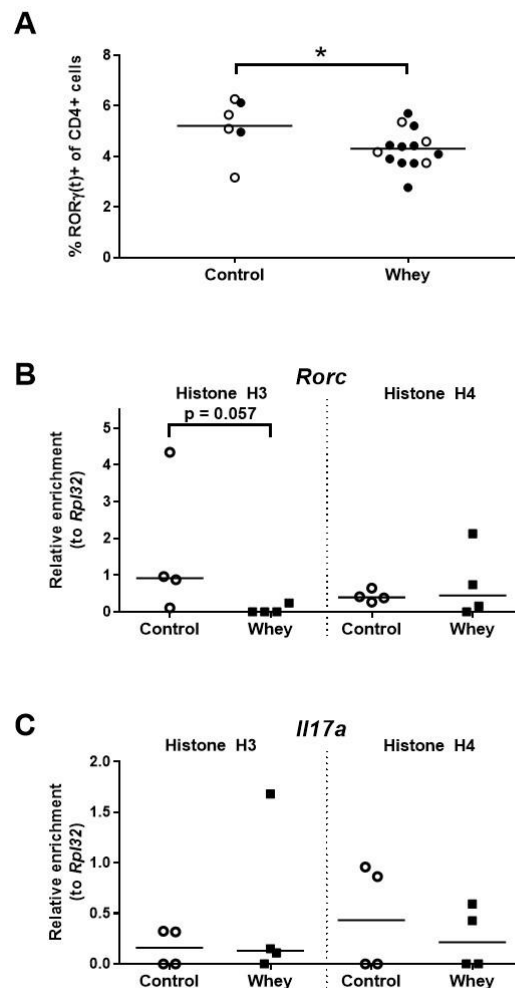 A
8
6
4
2
0
% RORγ(t)+ of CD4+ cells
*
Control Whey
B
Rorc
Histone H3 Histone H4
p = 0.057
5
4
3
2
1
0
Relative enrichment
(to Rpl32)
Control Whey Control Whey
C
Il17a
Histone H3 Histone H4
2.0
1.5
1.0
0.5
0.0
Relative enrichment
(to Rpl32)
Control Whey Control Whey